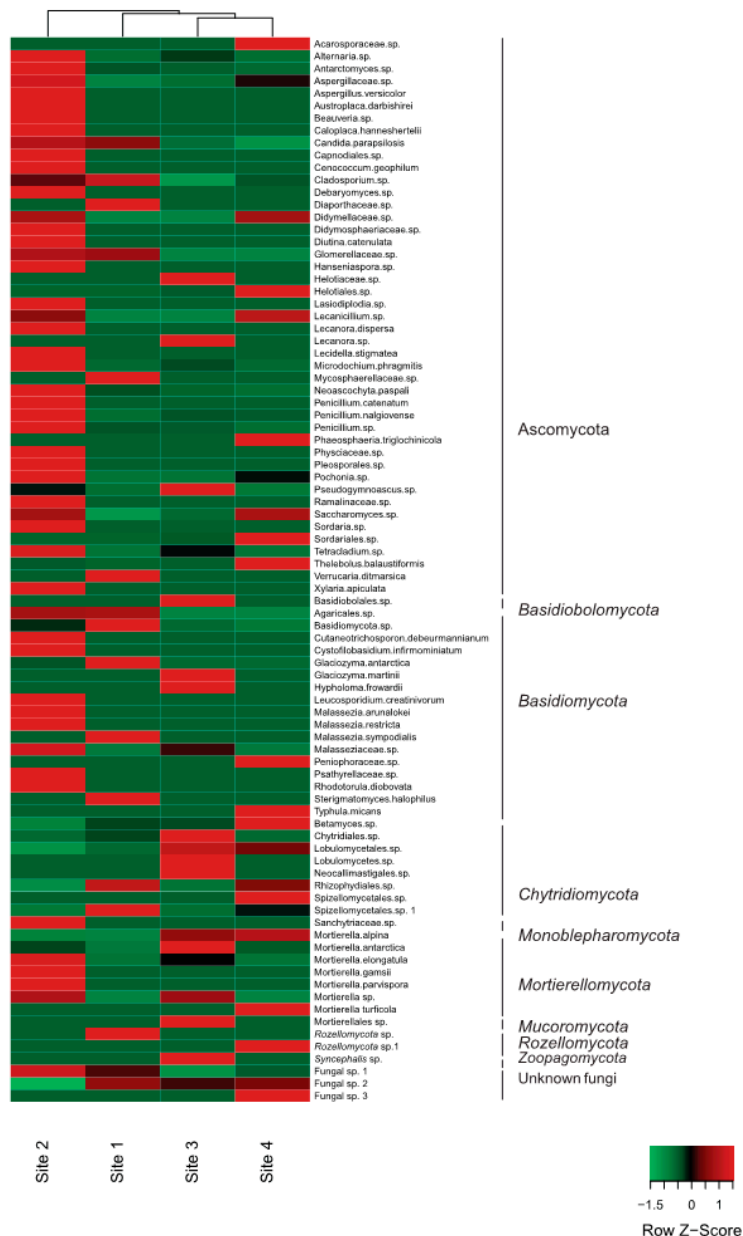 Acarosporaceae.sp.
Alternaria.sp.
Antarctomyces.sp.
Aspergillaceae.sp.
Aspergillus.versicolor
Austroplaca.darbishirei
Beauveria.sp.
Caloplaca.hanneshertelii
Candida.parapsilosis
Capnodiales.sp.
Cenococcum.geophilum
Cladosporium.sp.
Debaryomyces.sp.
Diaporthaceae.sp.
Didymellaceae.sp.
Didymosphaeriaceae.sp.
Diutina.catenulata
Glomerellaceae.sp.
Hanseniaspora.sp.
Helotiaceae.sp.
Helotiales.sp.
Lasiodiplodia.sp.
Lecanicillium.sp.
Lecanora.dispersa
Lecanora.sp.
Lecidella.stigmatea
Microdochium.phragmitis
Mycosphaerellaceae.sp.
Neoascochyta.paspali
Penicillium.catenatum
Penicillium.nalgiovense
Penicillium.sp.
Phaeosphaeria.triglochinicola
Physciaceae.sp.
Pleosporales.sp.
Pochonia.sp.
Pseudogymnoascus.sp.
Ramalinaceae.sp.
Saccharomyces.sp.
Sordaria.sp.
Sordariales.sp.
Tetracladium.sp.
Thelebolus.balaustiformis
Verrucaria.ditmarsica
Xylaria.apiculata
Basidiobolales.sp.
Agaricales.sp.
Basidiomycota.sp.
Cutaneotrichosporon.debeurmannianum
Cystofilobasidium.infirmominiatum
Glaciozyma.antarctica
Glaciozyma.martinii
Hypholoma.frowardii
Leucosporidium.creatinivorum
Malassezia.arunalokei
Malassezia.restricta
Malassezia.sympodialis
Malasseziaceae.sp.
Peniophoraceae.sp.
Psathyrellaceae.sp.
Rhodotorula.diobovata
Sterigmatomyces.halophilus
Typhula.micans
Betamyces.sp.
Chytridiales.sp.
Lobulomycetales.sp.
Lobulomycetes.sp.
Neocallimastigales.sp.
Rhizophydiales.sp.
Spizellomycetales.sp.
Spizellomycetales.sp. 1
Sanchytriaceae.sp.
Mortierella.alpina
Mortierella.antarctica
Mortierella.elongatula
Mortierella.gamsii
Mortierella.parvispora
Mortierella sp.
Mortierella turficola
Mortierellales sp.
Rozellomycota sp.
Rozellomycota sp.1
Syncephalis sp.
Fungal sp. 1
Fungal sp. 2
Fungal sp. 3
Ascomycota
Basidiobolomycota
Basidiomycota
Chytridiomycota
Monoblepharomycota
Mortierellomycota
Mucoromycota
Rozellomycota
Zoopagomycota
Unknown fungi
Site 2
Site 1
Site 3
Site 4
−1.5 0 1
Row Z−Score